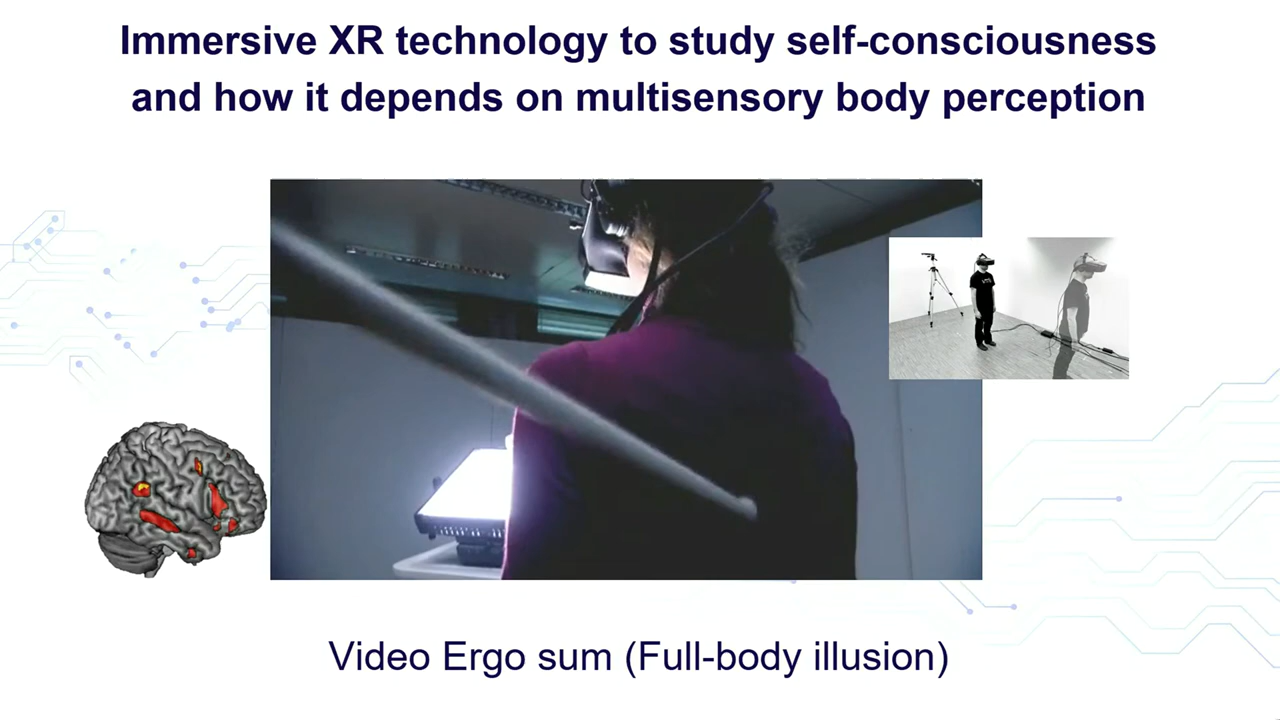 Immersive XR technology to study self-consciousness
and how it depends on multisensory body perception
Video Ergo sum (Full-body illusion)